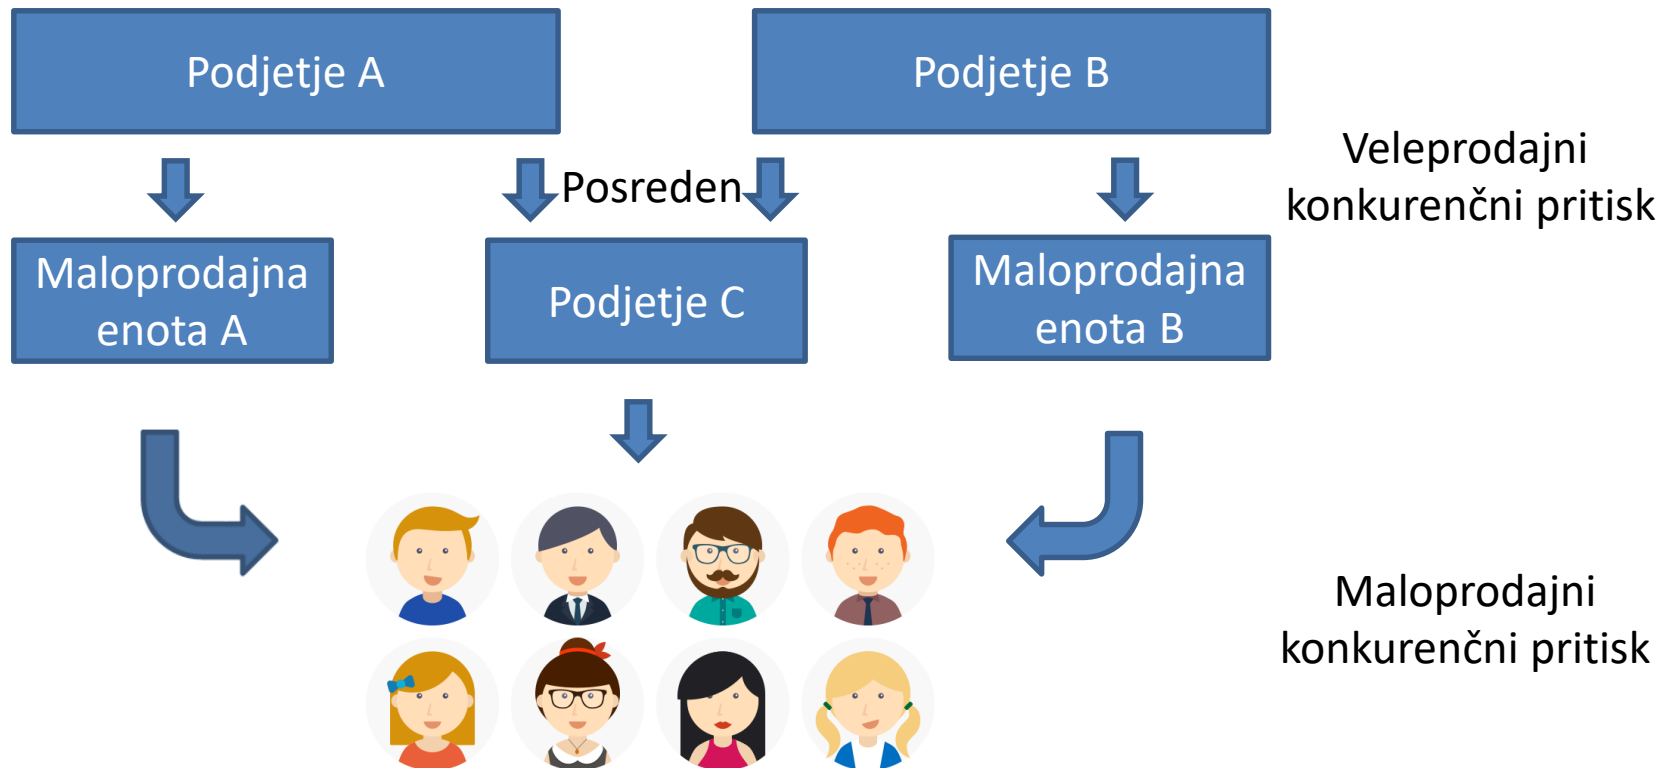 Podjetje A
Podjetje B
Veleprodajni
konkurenčni pritisk
Posreden
Maloprodajna
enota A
Podjetje C
Maloprodajna
enota B
Maloprodajni
konkurenčni pritisk